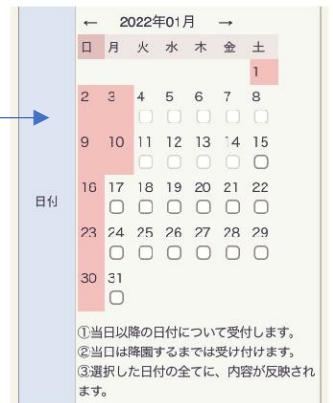 ← 2022年01月 →
日 月 火 水 木 金 土
1
2 3 4 5 6 7 8
9 10 11 12 13 14 15
16 17 18 19 20 21 22
日付
23 24 25 26 27 28 29
30 31
①当日以降の日付について受付します。
②当日は降園するまでは受け付けます。
③選択した日付の全てに、内容が反映され
ます。